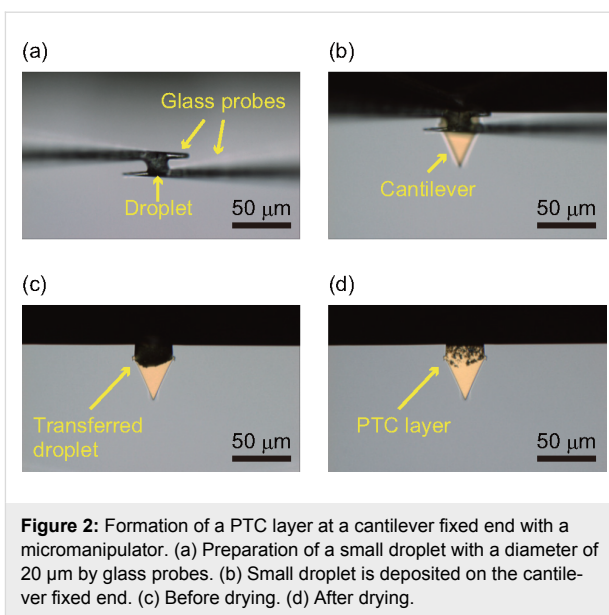 (a)
(b)
Glass probes
Droplet
50 μm
Cantilever
50 μm
(c)
(d)
Transferred
droplet
50 μm
PTC layer
50 μm
Figure 2: Formation of a PTC layer at a cantilever fixed end with a
micromanipulator. (a) Preparation of a small droplet with a diameter of
20 μm by glass probes. (b) Small droplet is deposited on the cantile-
ver fixed end. (c) Before drying. (d) After drying.